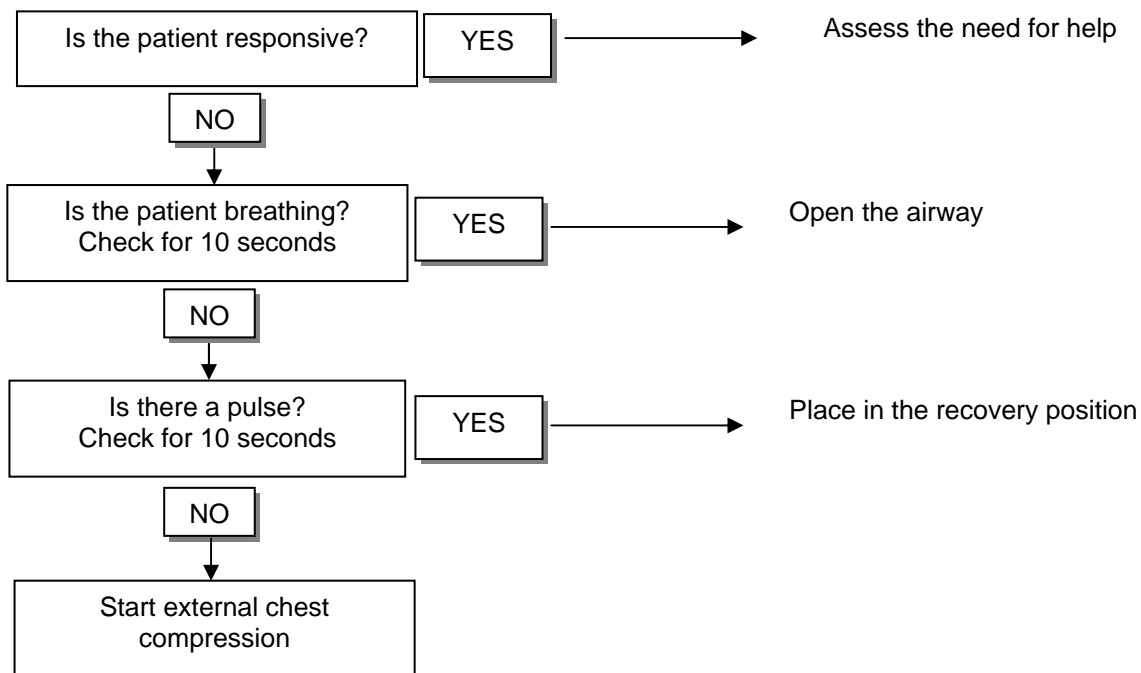 Is the patient responsive?
YES
Assess the need for help
NO
Is the patient breathing?
Check for 10 seconds
YES
Open the airway
NO
Is there a pulse?
Check for 10 seconds
YES
Place in the recovery position
NO
Start external chest
compression